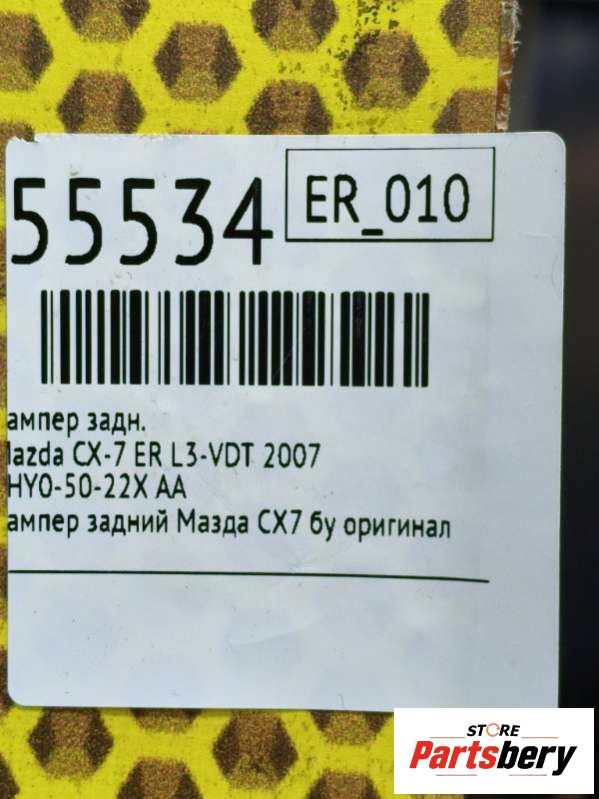 55534
ER_010
ампер задн.
lazda CX-7 ER L3-VDT 2007
HY0-50-22X AA
ампер задний Мазда CX7 бу оригинал
STORE
Partsbery